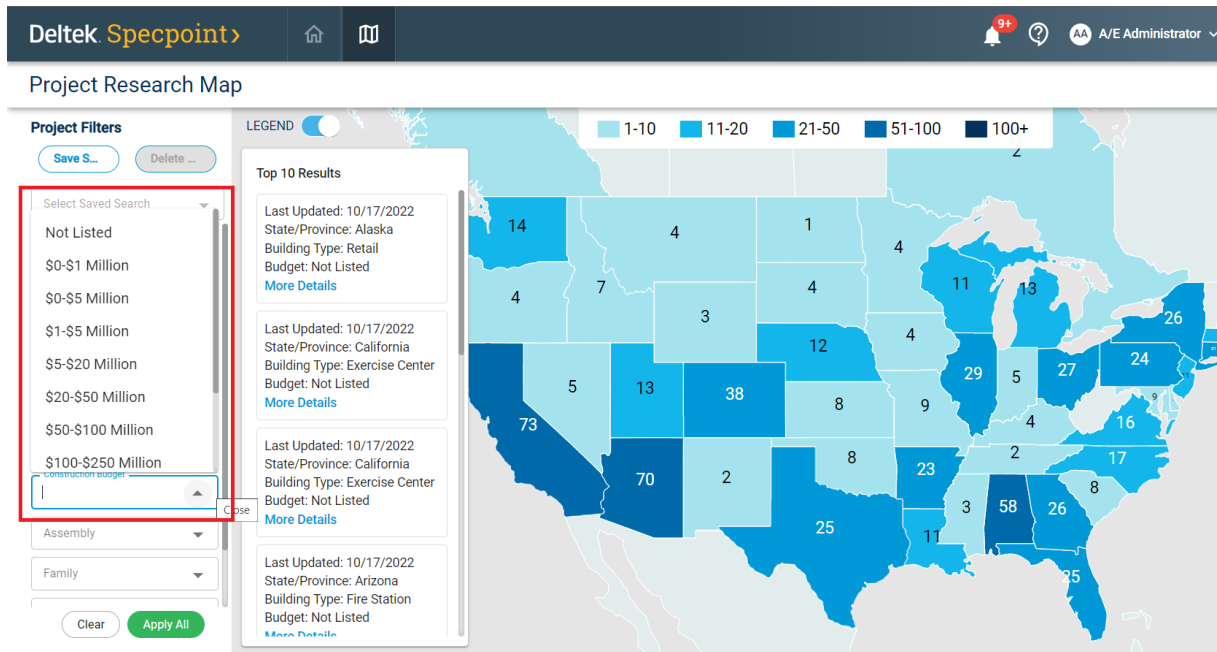 Deltek. Specpoint>
9+
AA
A/E Administrator
Project Research Map
Project Filters
Save S...
Delete ...
Select Saved Search
Not Listed
$0-$1 Million
$0-$5 Million
$1-$5 Million
$5-$20 Million
$20-$50 Million
$50-$100 Million
$100-$250 Million
Construction Budget
Close
Assembly
Family
Clear
Apply All
LEGEND
1-10
11-20
21-50
51-100
100+
Top 10 Results
Last Updated: 10/17/2022
State/Province: Alaska
Building Type: Retail
Budget: Not Listed
More Details
Last Updated: 10/17/2022
State/Province: California
Building Type: Exercise Center
Budget: Not Listed
More Details
Last Updated: 10/17/2022
State/Province: California
Building Type: Exercise Center
Budget: Not Listed
More Details
Last Updated: 10/17/2022
State/Province: Arizona
Building Type: Fire Station
Budget: Not Listed
More Details
2
14
4
1
4
11
13
26
4
7
3
4
4
12
29
5
27
24
11
9
5
13
38
8
9
4
16
73
70
2
8
23
2
17
8
3
58
26
25
11
25